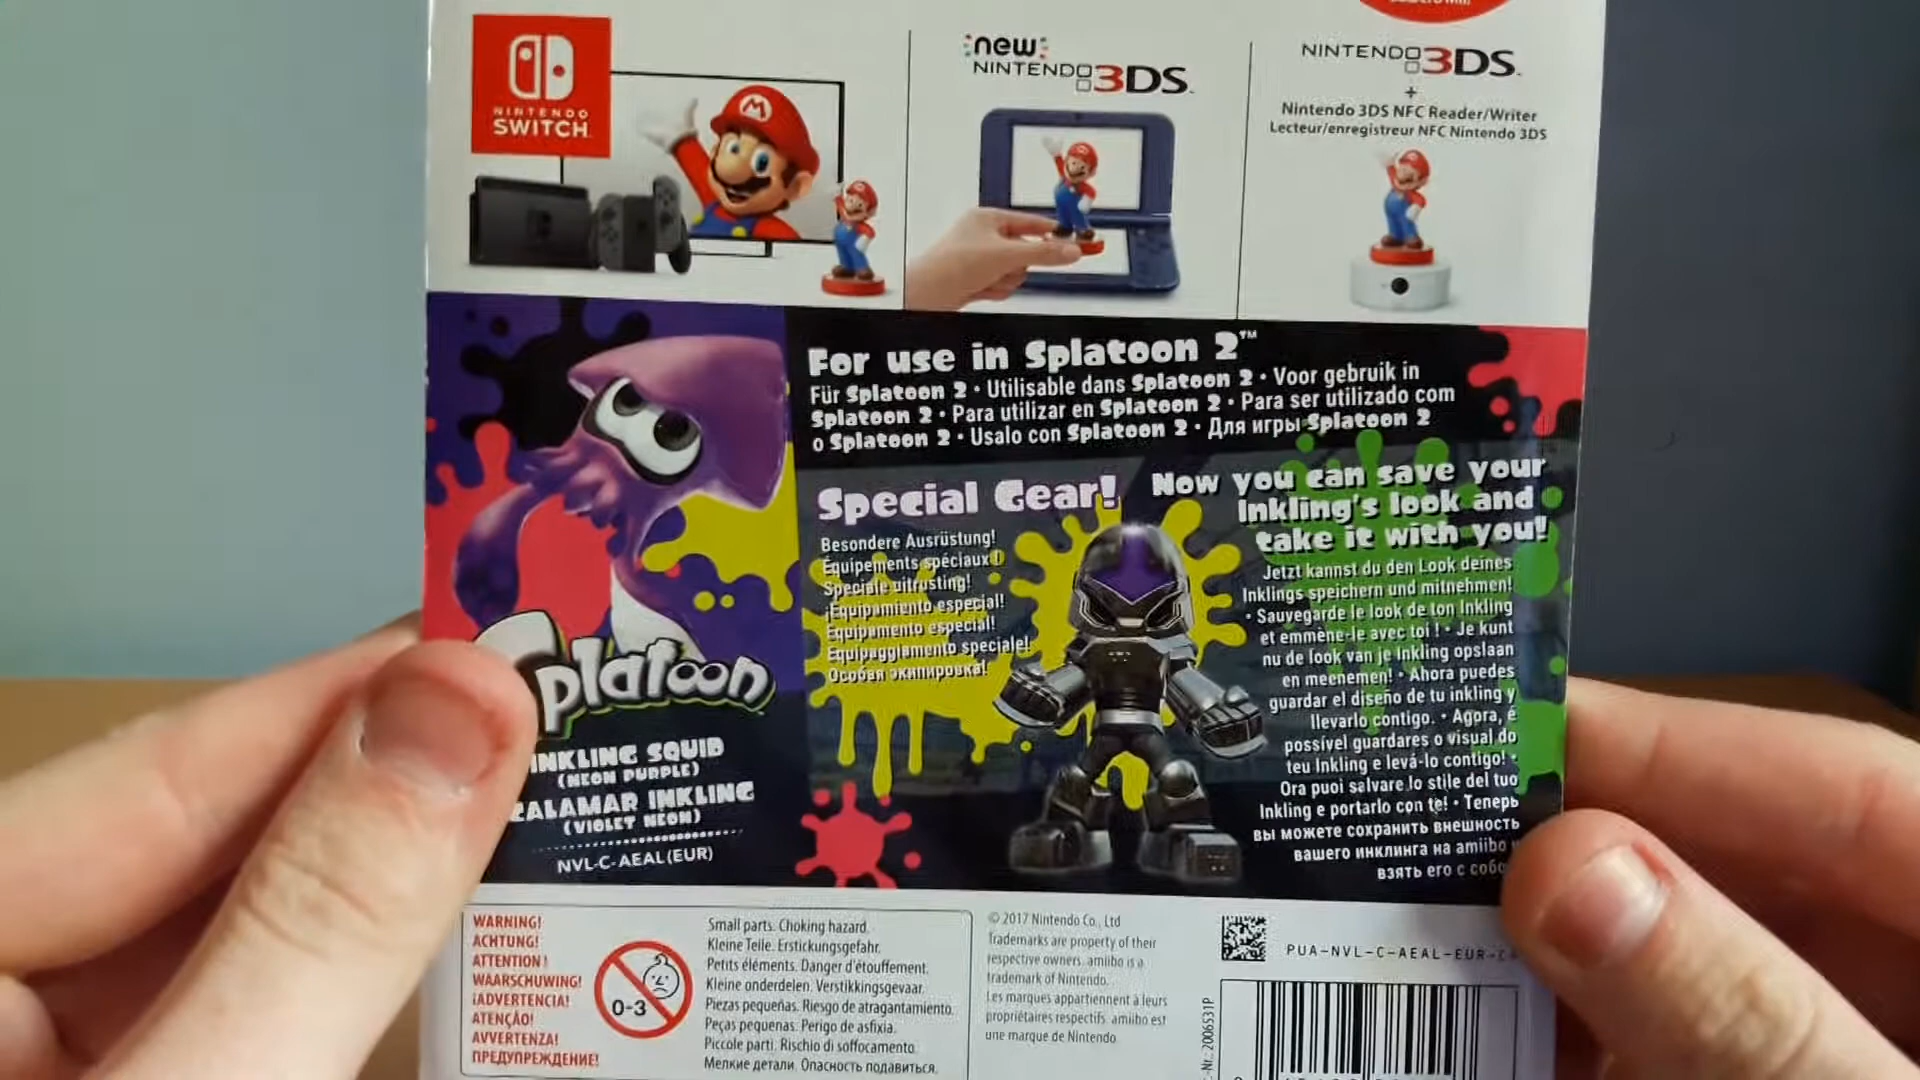 NINTENDO
SWITCH
new
NINTENDO3DS
NINTENDO3DS
+
Nintendo 3DS NFC Reader/Writer
Lecteur/enregistreur NFC Nintendo 3DS
For use in Splatoon 2™
Für Splatoon 2 • Utilisable dans Splatoon 2 • Voor gebruik in
Splatoon 2 • Para utilizar en Splatoon 2 • Para ser utilizado com
o Splatoon 2 • Usalo con Splatoon 2 • Для игры Splatoon 2
Special Gear!
Besondere Ausrüstung!
Équipements spéciaux!
Speciale uitrusting!
¡Equipamiento especial!
Equipamento especial!
Equipaggiamento speciale!
Особая экипировка!
Now you can save your
Inkling's look and
take it with you!
Jetzt kannst du den Look deines
Inklings speichern und mitnehmen!
• Sauvegarde le look de ton Inkling
et emmène-le avec toi ! • Je kunt
nu de look van je Inkling opslaan
en meenemen! • Ahora puedes
guardar el diseño de tu inkling y
llevarlo contigo. • Agora, é
possível guardares o visual do
teu Inkling e levá-lo contigo! •
Ora puoi salvare lo stile del tuo
Inkling e portarlo con te! • Теперь
вы можете сохранить внешность
вашего инклинга на amiibo
взять его с собо
Splatoon
INKLING SQUID
(NEON PURPLE)
CALAMAR INKLING
(VIOLET NEON)
NVL-C-AEAL(EUR)
WARNING!
ACHTUNG!
ATTENTION!
WAARSCHUWING!
¡ADVERTENCIA!
ATENÇÃO!
AVVERTENZA!
ПРЕДУПРЕЖДЕНИЕ!
0-3
Small parts. Choking hazard.
Kleine Teile. Erstickungsgefahr.
Petits éléments. Danger d'étouffement.
Kleine onderdelen. Verstikkingsgevaar.
Piezas pequeñas. Riesgo de atragantamiento.
Peças pequenas. Perigo de asfixia.
Piccole parti. Rischio di soffocamento.
Мелкие детали. Опасность подавиться.
© 2017 Nintendo Co., Ltd
Trademarks are property of their
respective owners. amiibo is a
trademark of Nintendo.
Les marques appartiennent à leurs
propriétaires respectifs. amiibo est
une marque de Nintendo
PUA-NVL-C-AEAL-EUR-C
-Nr.: 2006531P